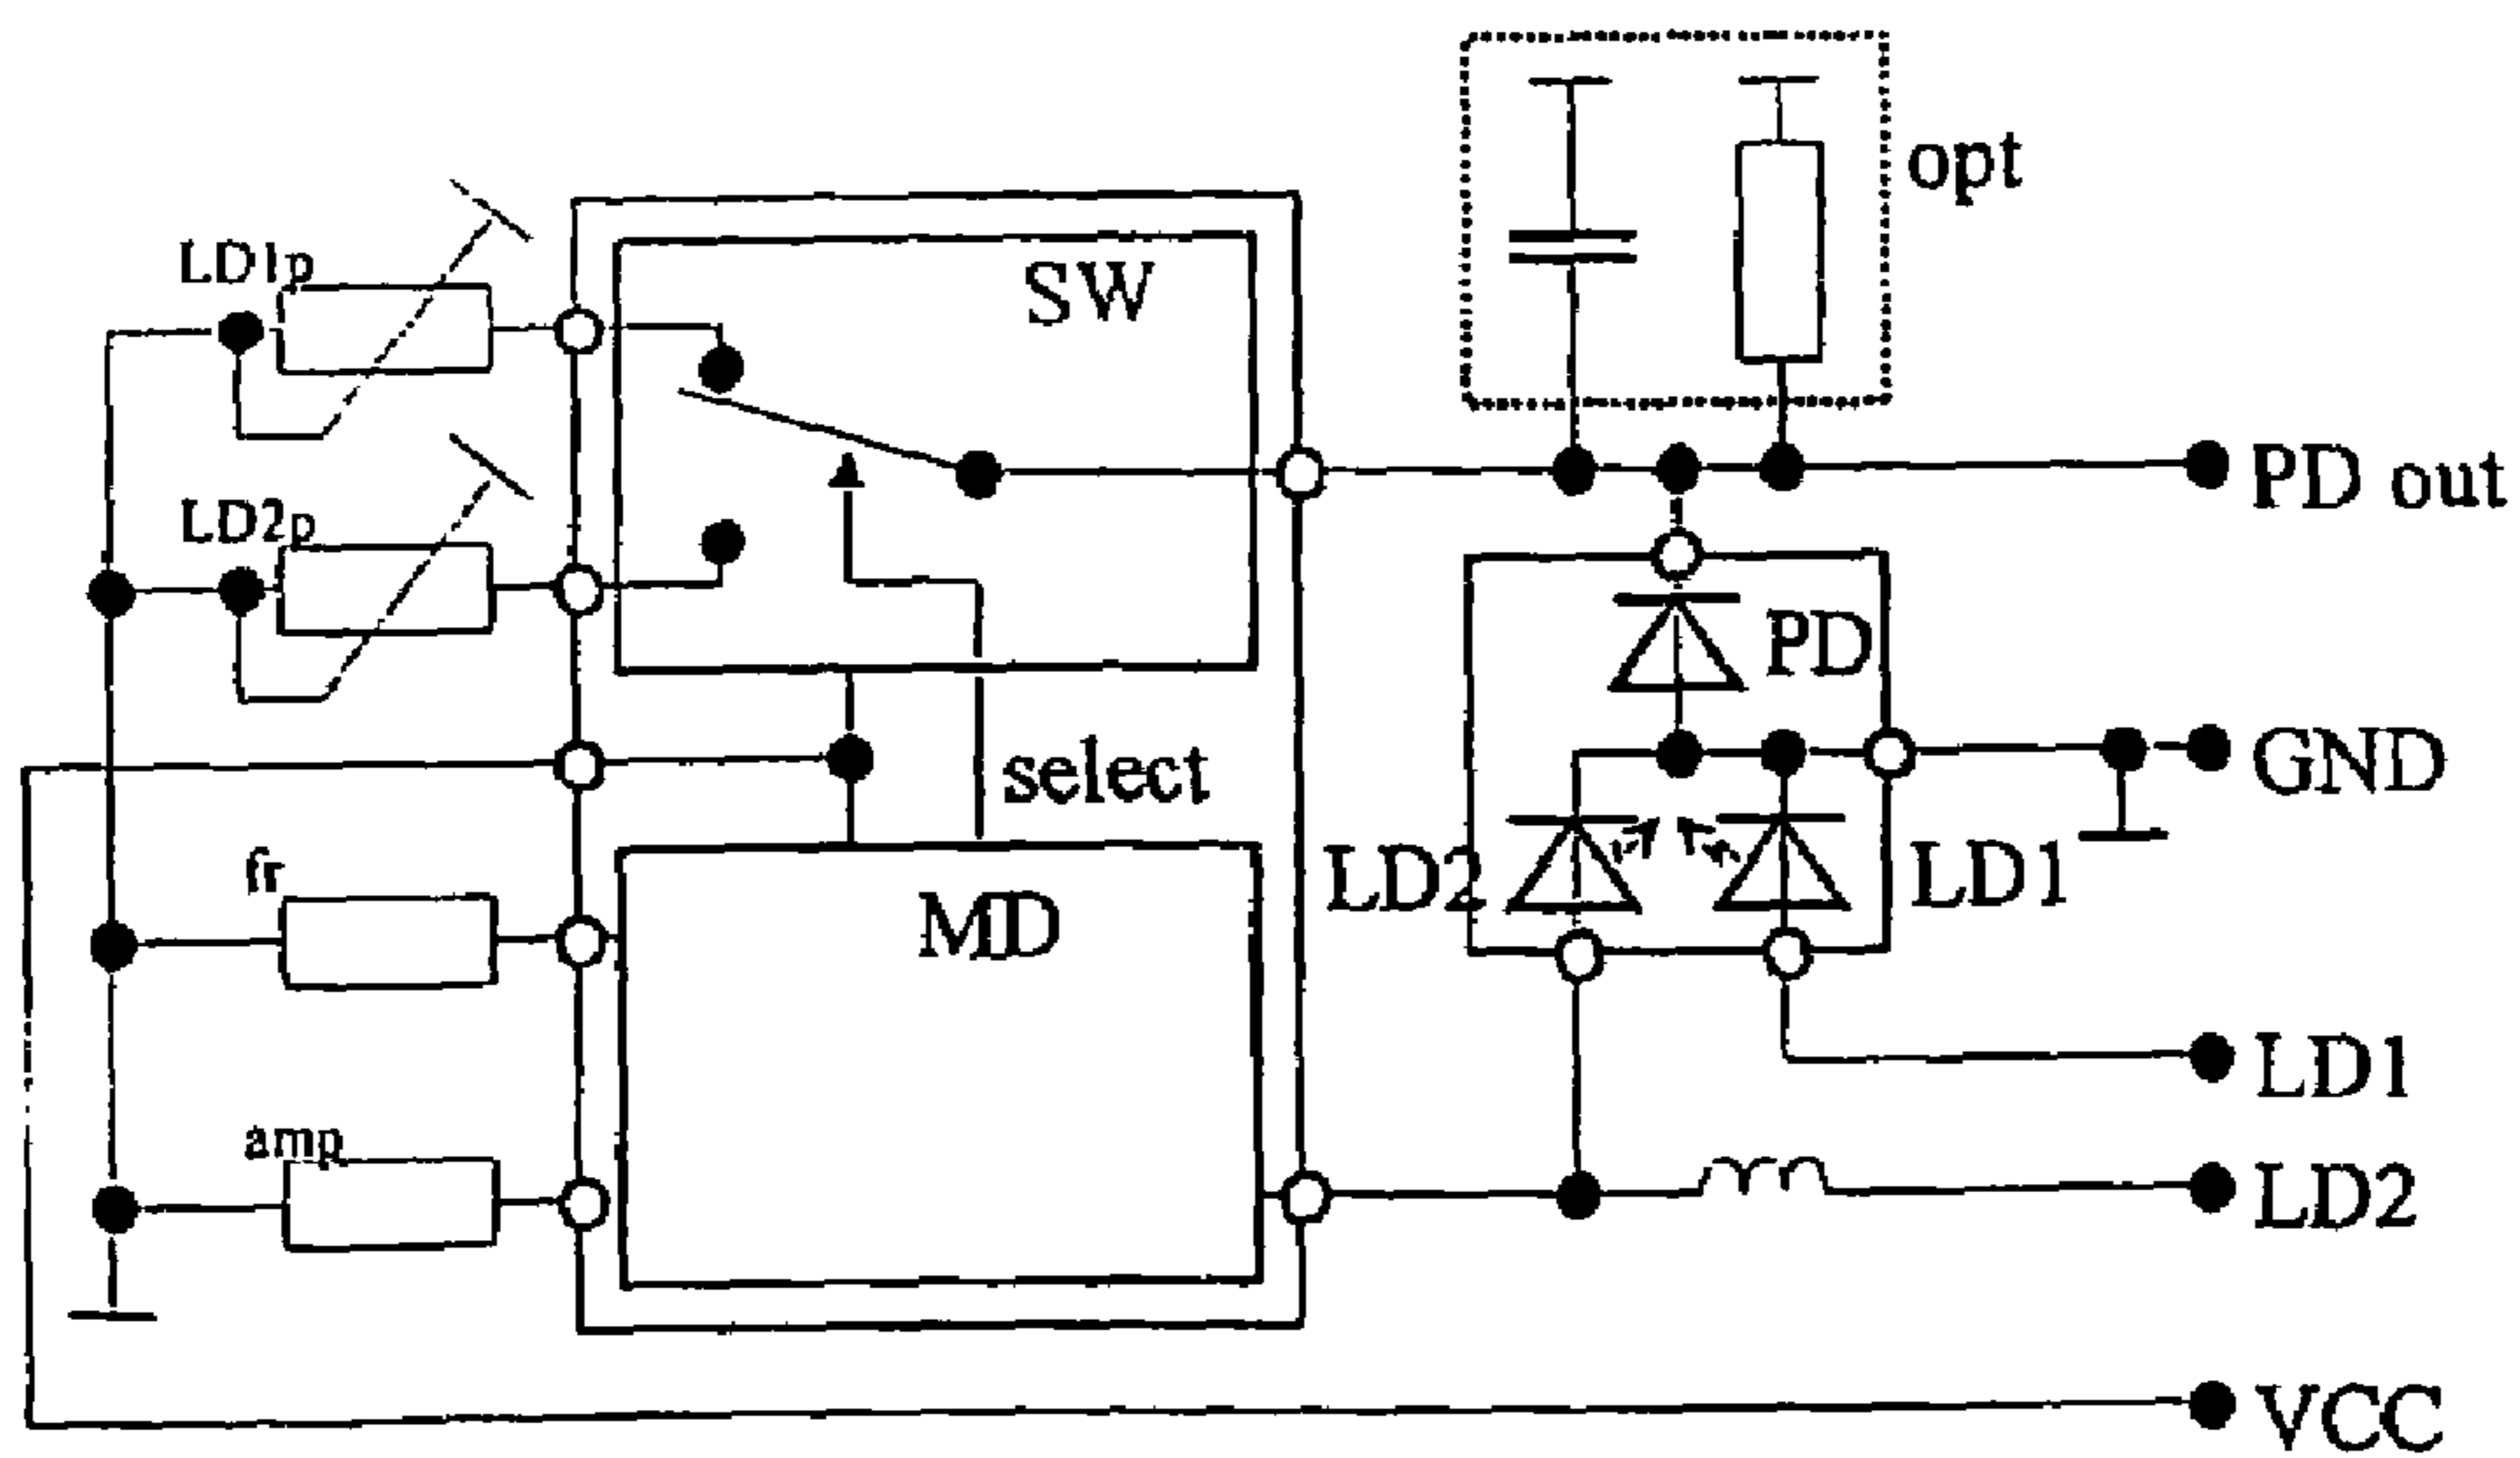 opt
LD1p
SW
PD out
LD2p
PD
select
GND
fr
MD
LD2
LD1
LD1
amp
LD2
VCC